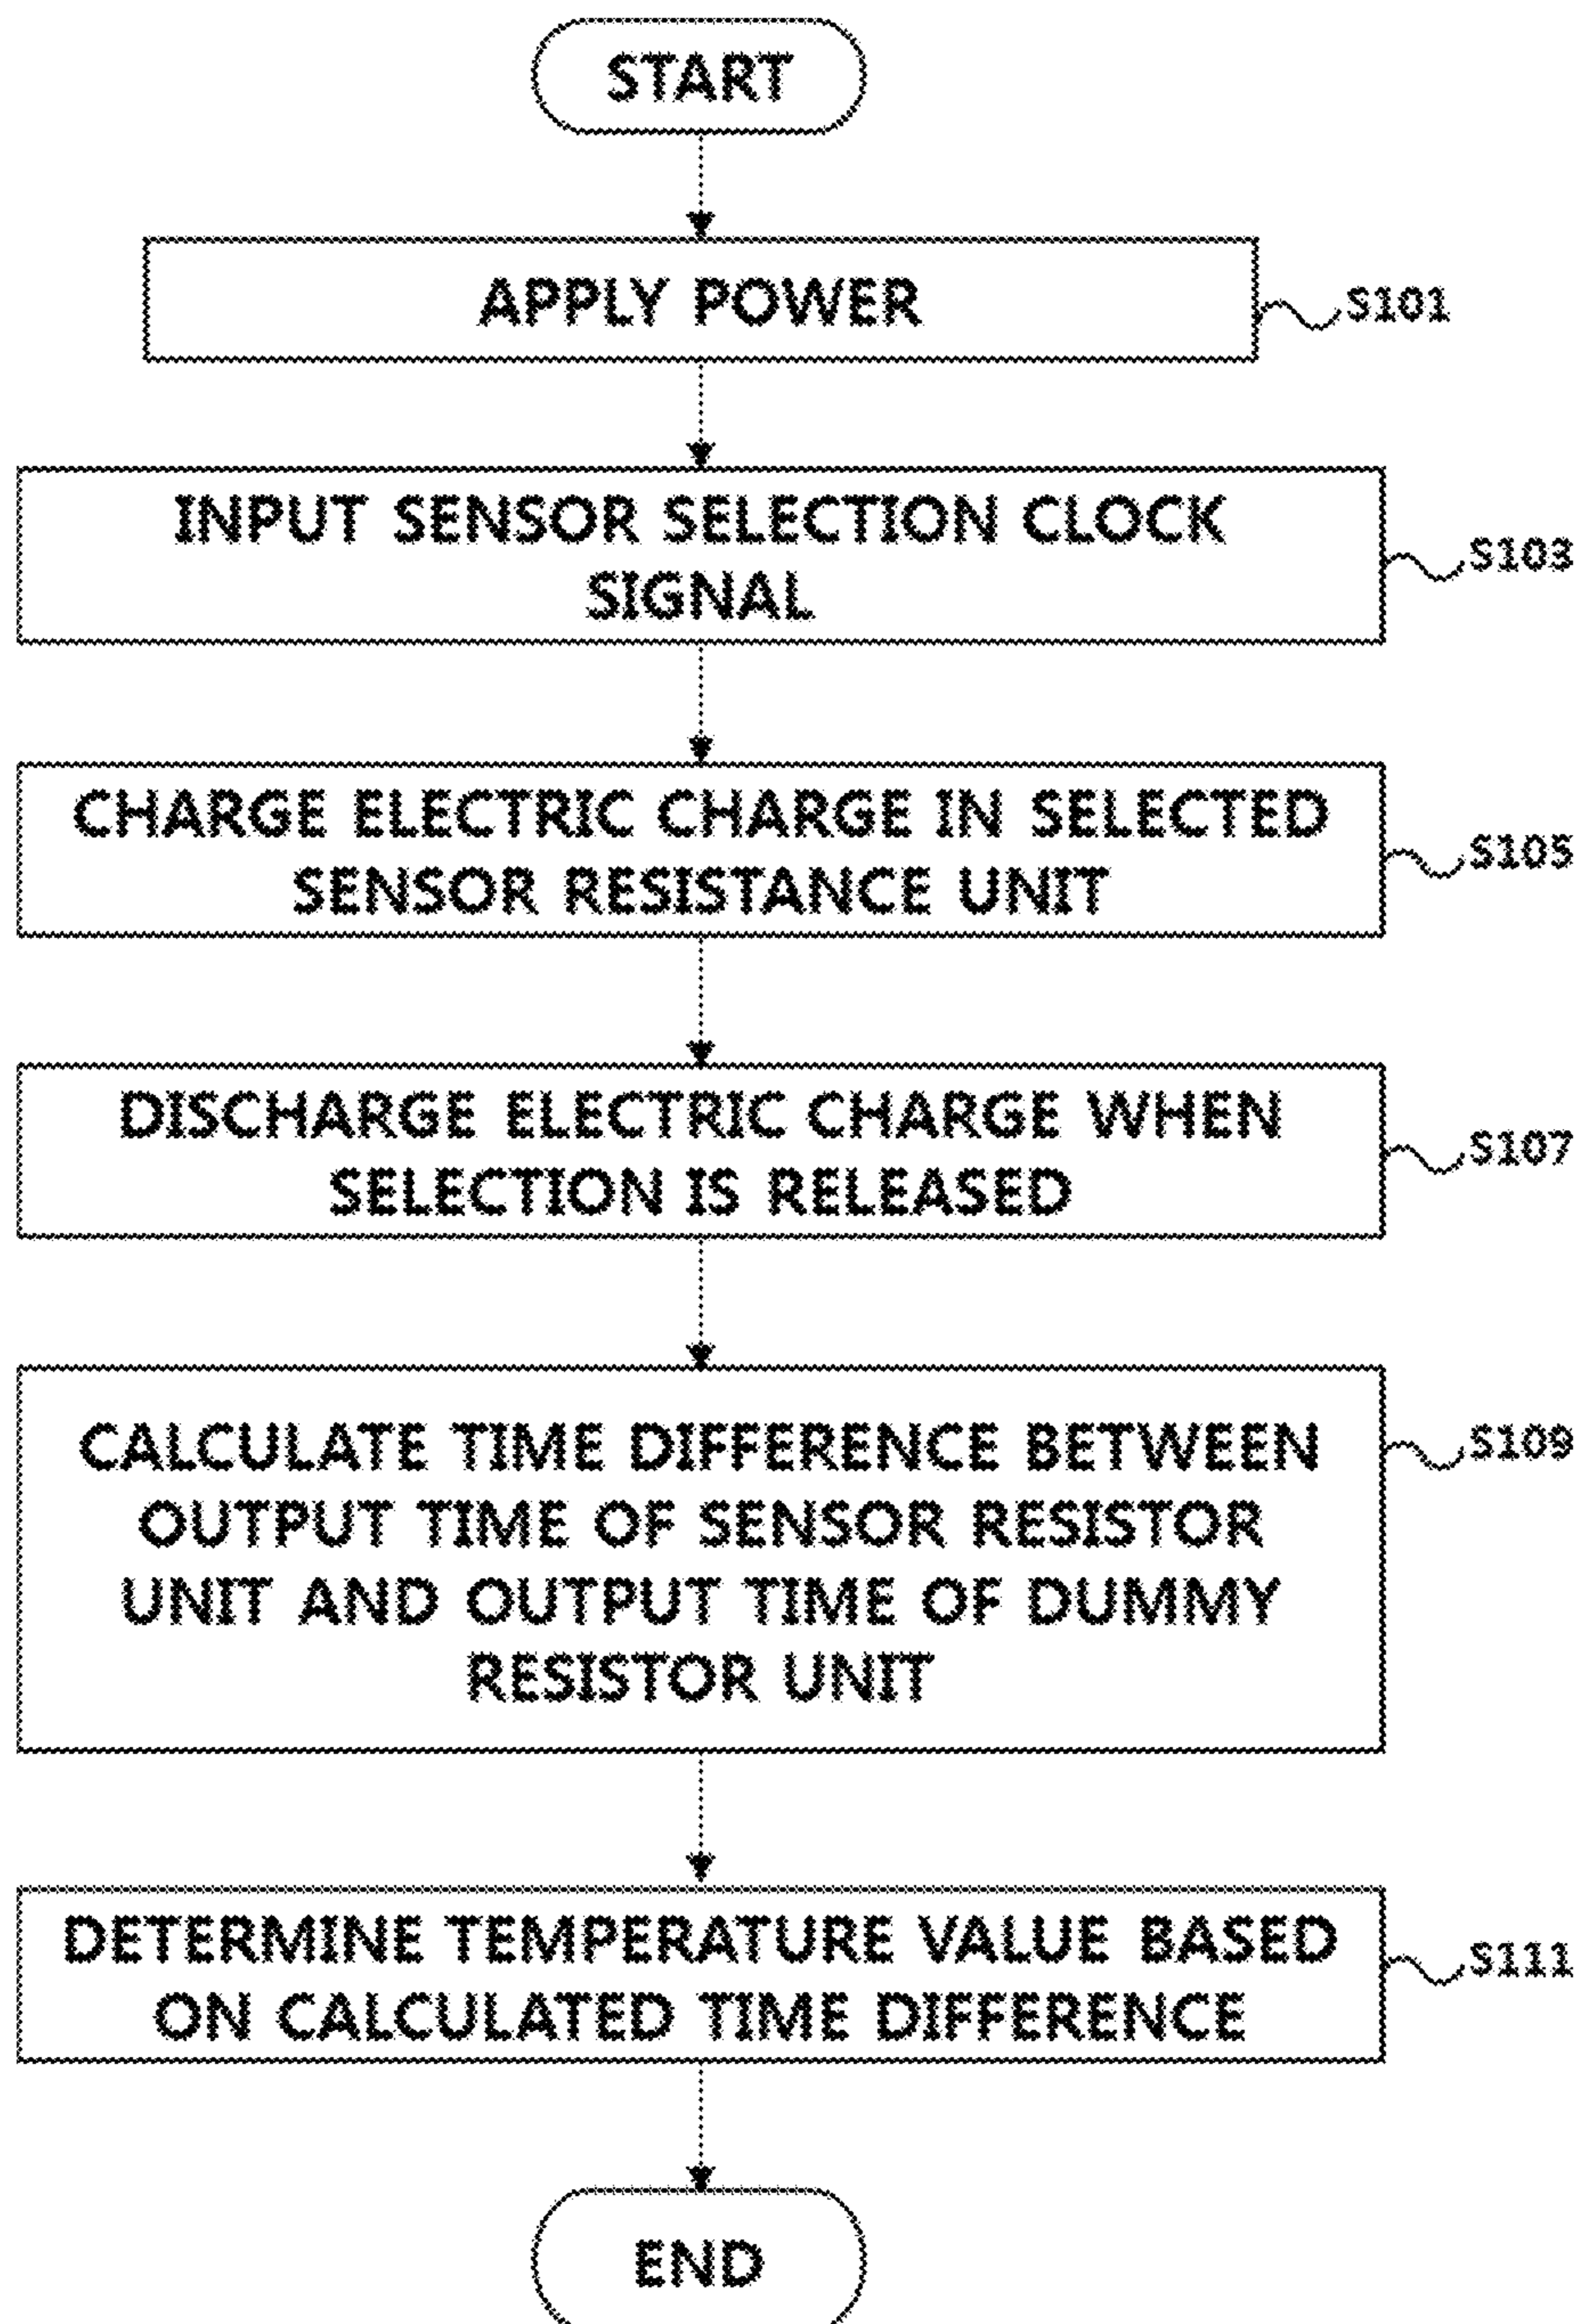 START
APPLY POWER
S101
INPUT SENSOR SELECTION CLOCK
SIGNAL
S103
CHARGE ELECTRIC CHARGE IN SELECTED
SENSOR RESISTANCE UNIT
S105
DISCHARGE ELECTRIC CHARGE WHEN
SELECTION IS RELEASED
S107
CALCULATE TIME DIFFERENCE BETWEEN
OUTPUT TIME OF SENSOR RESISTOR
UNIT AND OUTPUT TIME OF DUMMY
RESISTOR UNIT
S109
DETERMINE TEMPERATURE VALUE BASED
ON CALCULATED TIME DIFFERENCE
S111
END